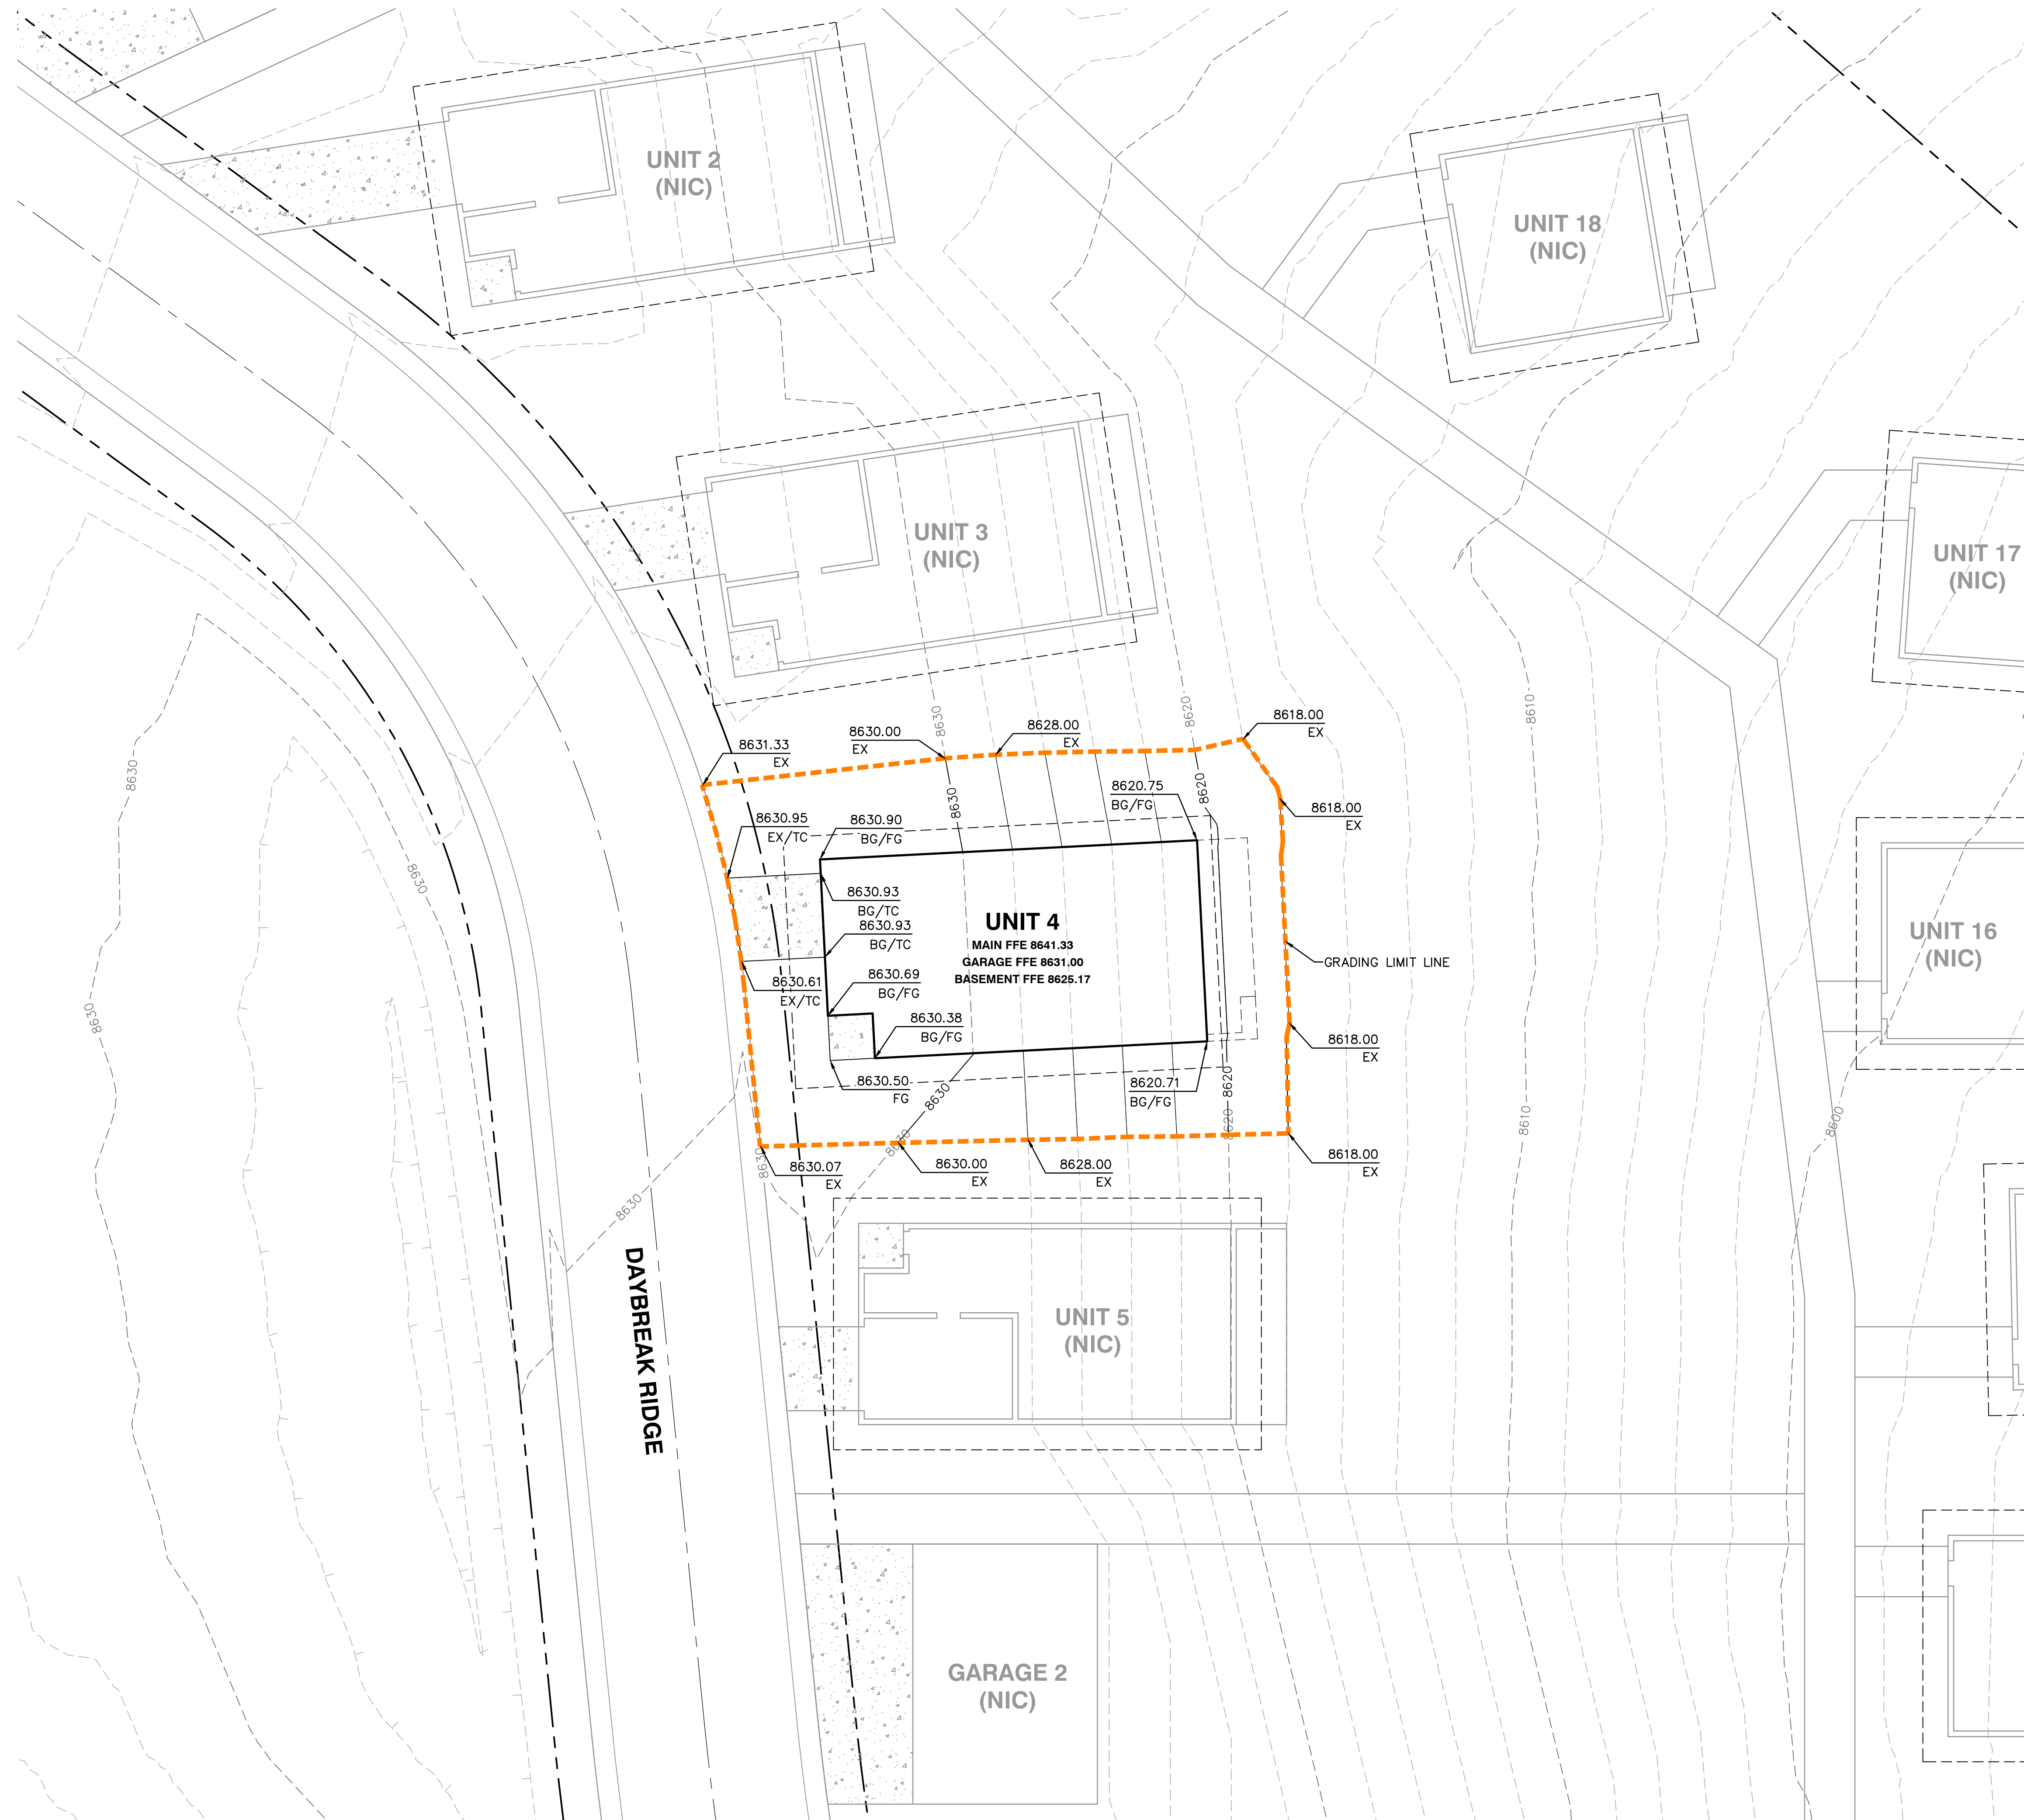 UNIT 2
(NIC)
UNIT 18
(NIC)
UNIT 3
(NIC)
UNIT 17
(NIC)
8630
8620
8610
8618.00
EX
8630.00
EX
8628.00
EX
8631.33
EX
8630
8630
8620
8620.75
BG/FG
8618.00
EX
8630.95
EX/TC
8630.90
BG/FG
8630
8630.93
BG/TC
8630.93
BG/TC
UNIT 4
MAIN FFE 8641.33
GARAGE FFE 8631.00
BASEMENT FFE 8625.17
UNIT 16
(NIC)
GRADING LIMIT LINE
8630.61
EX/TC
8630.69
BG/FG
8630
8630.38
BG/FG
8618.00
EX
8630.50
FG
8630
8620.71
BG/FG
8620
8620
8610
8600
8630
8630
8630.07
EX
8630.00
EX
8628.00
EX
8618.00
EX
8630
DAYBREAK RIDGE
UNIT 5
(NIC)
GARAGE 2
(NIC)